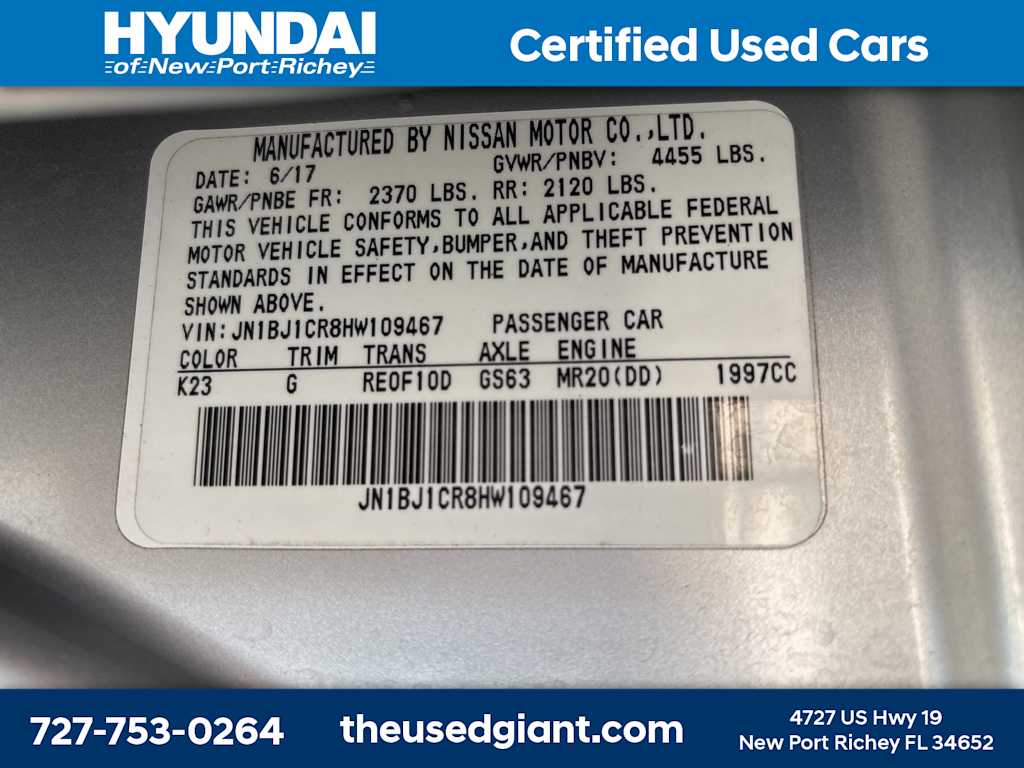 HYUNDAI
of New Port Richey
Certified Used Cars
MANUFACTURED BY NISSAN MOTOR CO.,LTD.
DATE: 6/17 GVWR/PNBV: 4455 LBS.
GAWR/PNBE FR: 2370 LBS. RR: 2120 LBS.
THIS VEHICLE CONFORMS TO ALL APPLICABLE FEDERAL
MOTOR VEHICLE SAFETY,BUMPER,AND THEFT PREVENTION
STANDARDS IN EFFECT ON THE DATE OF MANUFACTURE
SHOWN ABOVE.
VIN:JN1BJ1CR8HW109467 PASSENGER CAR
COLOR TRIM TRANS AXLE ENGINE
K23 G RE0F10D GS63 MR20(DD) 1997CC
JN1BJ1CR8HW109467
727-753-0264
theusedgiant.com
4727 US Hwy 19
New Port Richey FL 34652